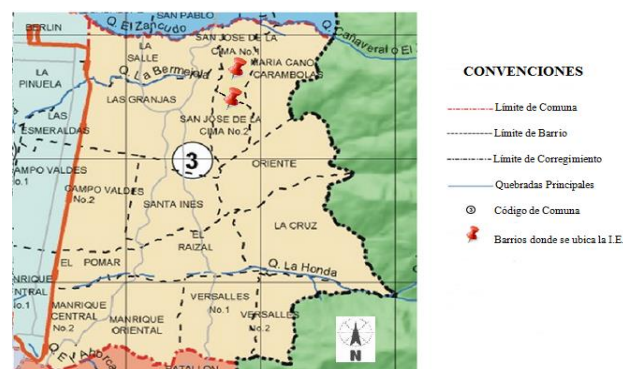 BERLIN
SAN PABLO
Q. El Zancudo
LA
SALLE
SAN JOSE DE LA
CIMA No.1
Q. Cañaveral o El
MARIA CANO
CARAMBOLAS
LA
PIÑUELA
Q. La Bermejala
LAS GRANJAS
LAS
ESMERALDAS
SAN JOSE DE LA
CIMA No.2
3
ORIENTE
CAMPO VALDES
No.1
CAMPO VALDES
No.2
SANTA INES
LA CRUZ
EL
RAIZAL
EL POMAR
Q. La Honda
MANRIQUE
CENTRAL
No.1
MANRIQUE
CENTRAL
No.2
MANRIQUE
ORIENTAL
VERSALLES
No.1
VERSALLES
No.2
BATALLON
N
CONVENCIONES
Límite de Comuna
Límite de Barrio
Límite de Corregimiento
Quebradas Principales
3 Código de Comuna
Barrios donde se ubica la I.E.